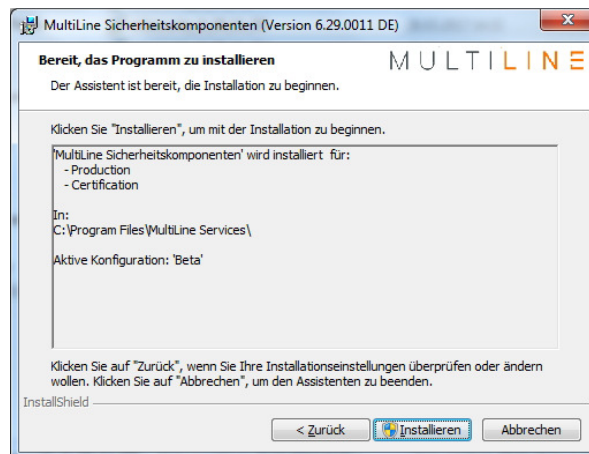 MultiLine Sicherheitskomponenten (Version 6.29.0011 DE)
x
Bereit, das Programm zu installieren
MULTILINE
Der Assistent ist bereit, die Installation zu beginnen.
Klicken Sie "Installieren", um mit der Installation zu beginnen.
'MultiLine Sicherheitskomponenten' wird installiert für:
- Production
- Certification
In:
C:\Program Files\MultiLine Services\
Aktive Konfiguration: 'Beta'
Klicken Sie auf "Zurück", wenn Sie Ihre Installationseinstellungen überprüfen oder ändern
wollen. Klicken Sie auf "Abbrechen", um den Assistenten zu beenden.
InstallShield
< Zurück
Installieren
Abbrechen